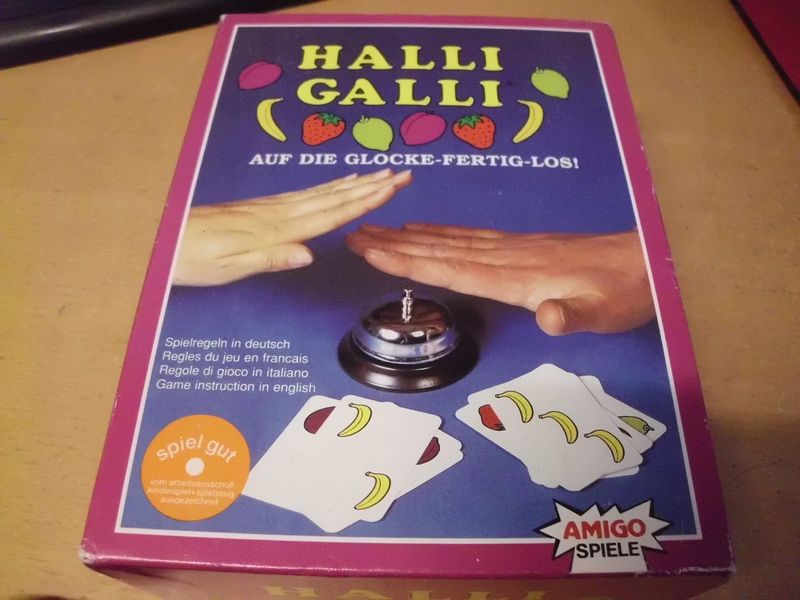 HALLI
GALLI
AUF DIE GLOCKE-FERTIG-LOS!
Spielregeln in deutsch
Regles du jeu en francais
Regole di gioco in italiano
Game instruction in english
spiel gut
vom arbeitsausschuß
kinderspiel+spielzeug
ausgezeichnet
AMIGO
SPIELE
HALLI